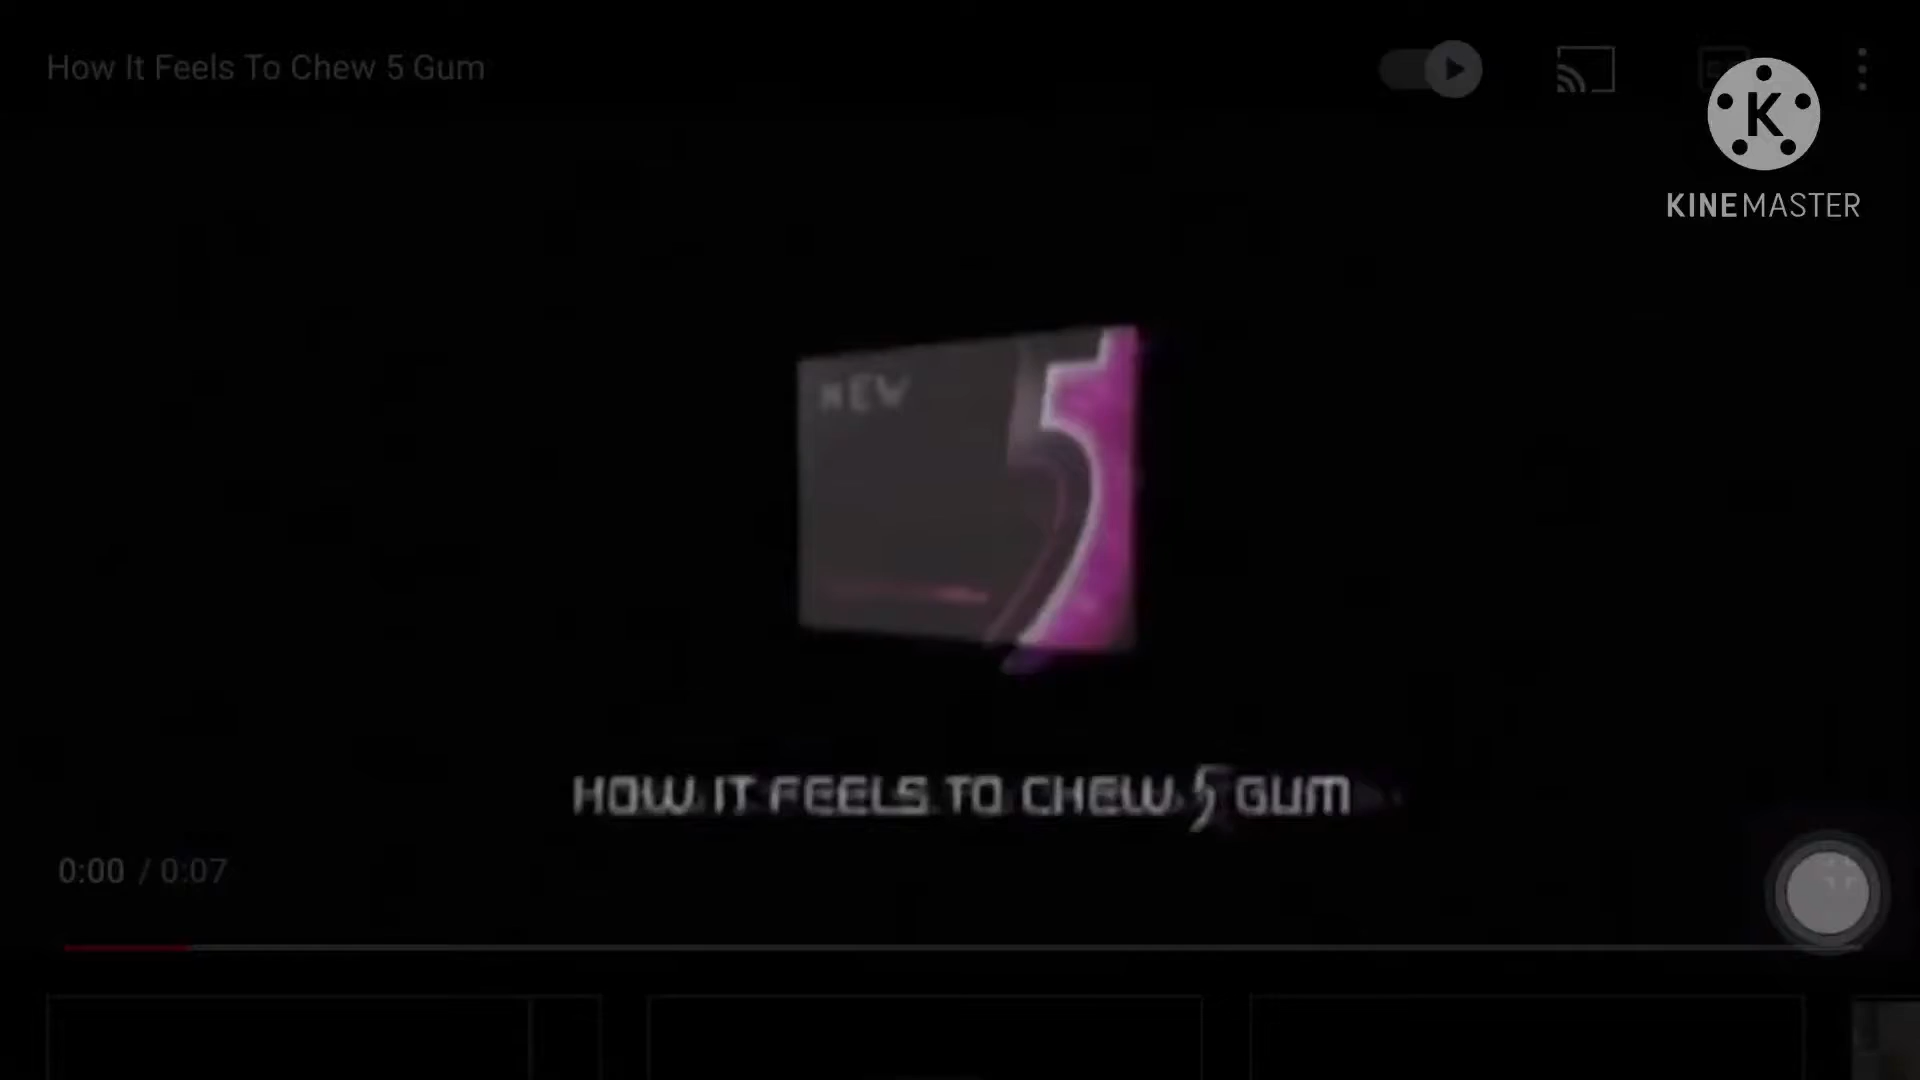 How It Feels To Chew 5 Gum
K
KINEMASTER
NEW
5
HOW IT FEELS TO CHEW 5 GUM
0:00 / 0:07